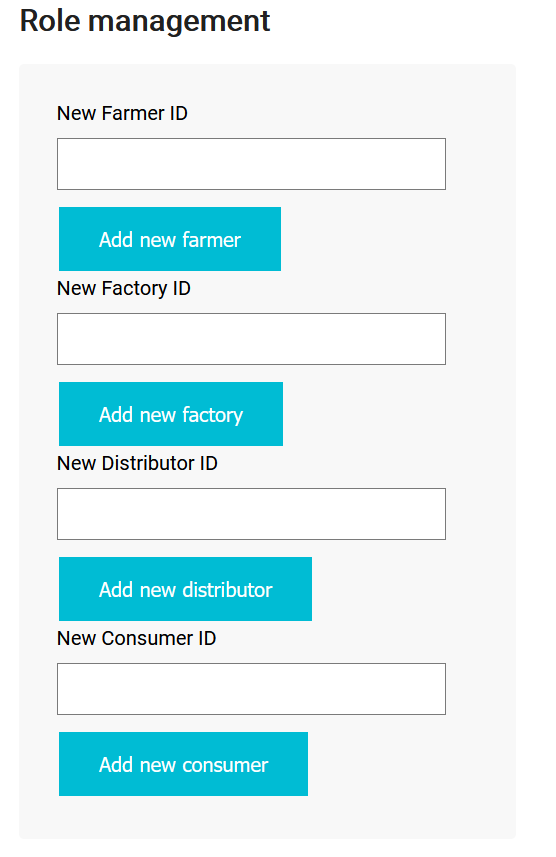 Role management
New Farmer ID
Add new farmer
New Factory ID
Add new factory
New Distributor ID
Add new distributor
New Consumer ID
Add new consumer